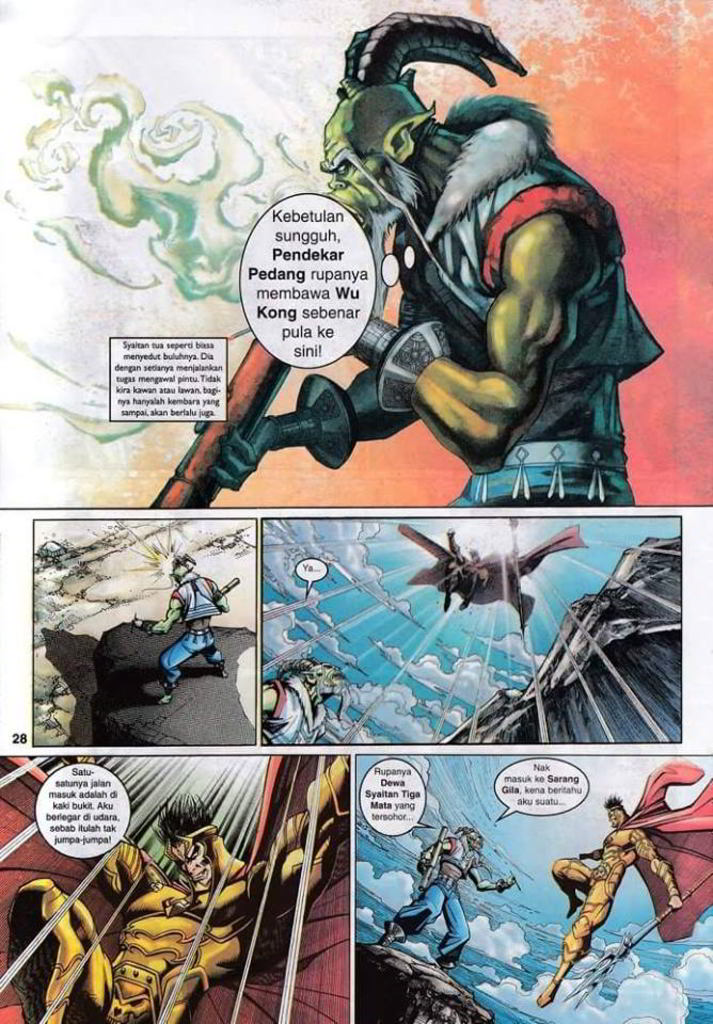 Kebetulan
sungguh,
Pendekar
Pedang rupanya
membawa Wu
Kong sebenar
pula ke
sini!
Syaitan tua seperti biasa
menyedut buluhnya. Dia
dengan setianya menjalankan
tugas mengawal pintu. Tidak
kira kawan atau lawan, bagi-
nya hanyalah kembara yang
sampai, akan berlalu juga.
Ya...
28
Satu-
satunya jalan
masuk adalah di
kaki bukit. Aku
berlegar di udara,
sebab itulah tak
jumpa-jumpa!
Rupanya
Dewa
Syaitan Tiga
Mata yang
tersohor...
Nak
masuk ke Sarang
Gila, kena beritahu
aku suatu...